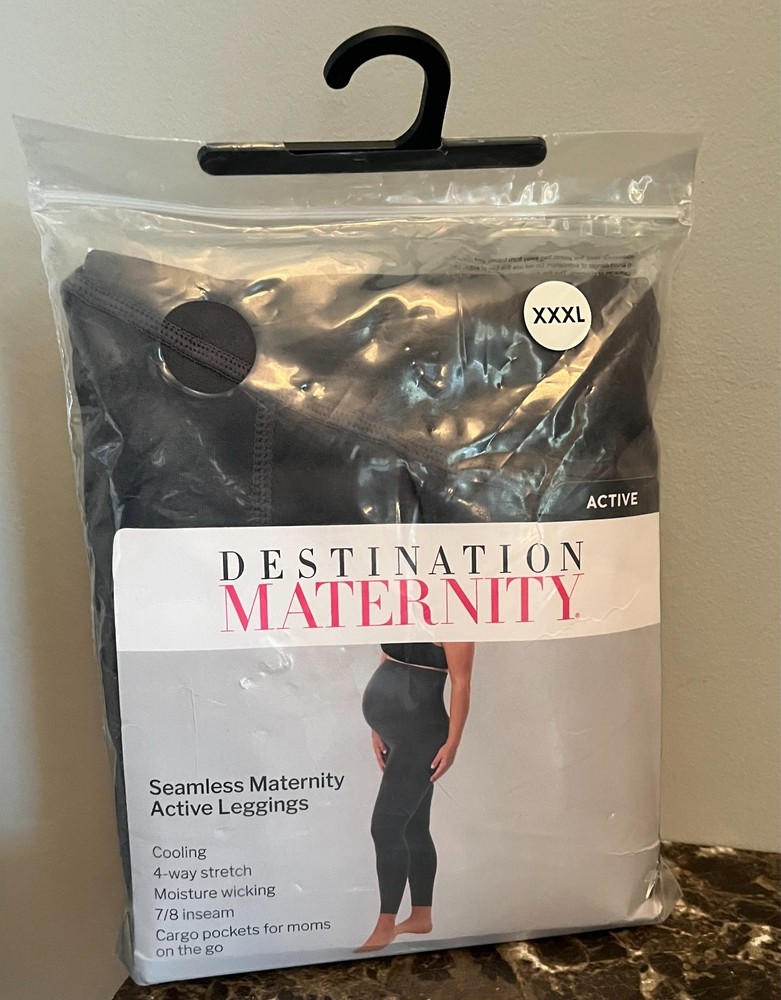 XXXL
ACTIVE
DESTINATION
MATERNITY
Seamless Maternity
Active Leggings
Cooling
4-way stretch
Moisture wicking
7/8 inseam
Cargo pockets for moms
on the go